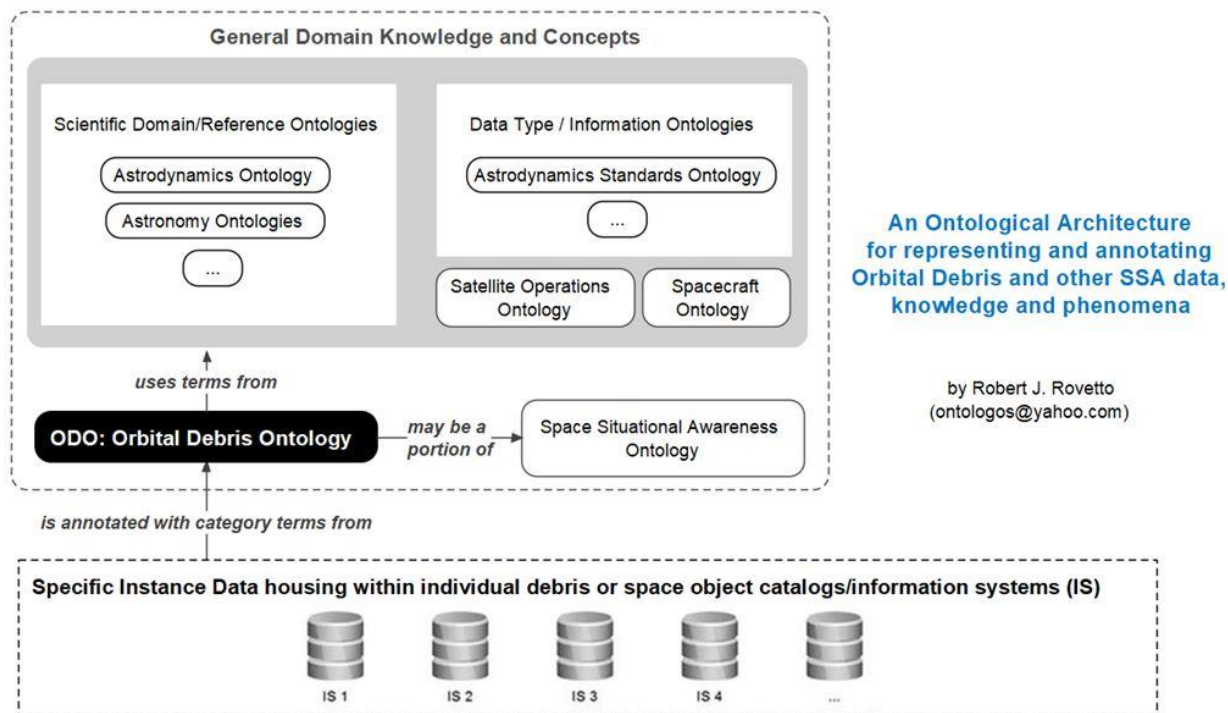 General Domain Knowledge and Concepts
Scientific Domain/Reference Ontologies
Astrodynamics Ontology
Astronomy Ontologies
...
Data Type / Information Ontologies
Astrodynamics Standards Ontology
...
Satellite Operations
Ontology
Spacecraft
Ontology
uses terms from
ODO: Orbital Debris Ontology
may be a
portion of
Space Situational Awareness
Ontology
is annotated with category terms from
Specific Instance Data housing within individual debris or space object catalogs/information systems (IS)
IS 1
IS 2
IS 3
IS 4
...
An Ontological Architecture
for representing and annotating
Orbital Debris and other SSA data,
knowledge and phenomena
by Robert J. Rovetto
(ontologos@yahoo.com)